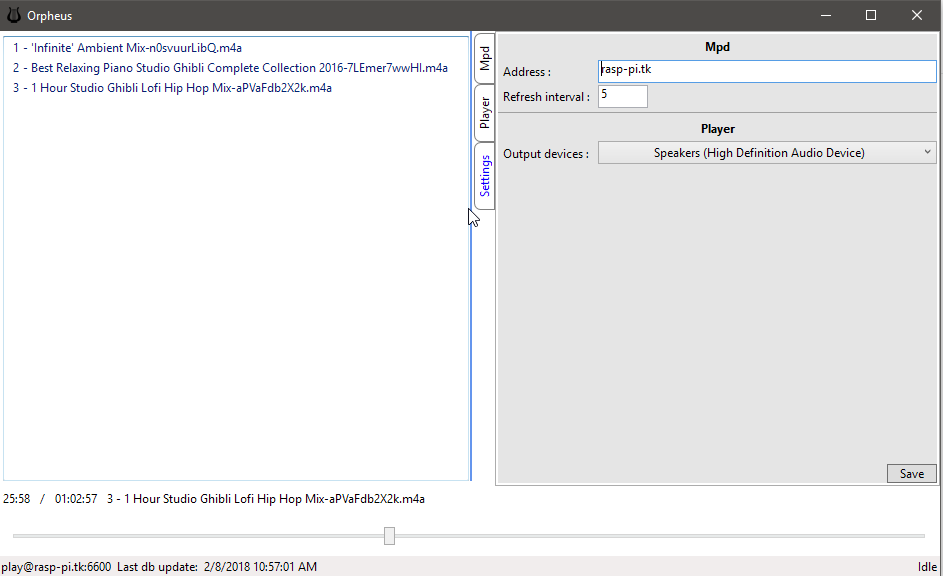 Orpheus
1 - 'Infinite' Ambient Mix-n0svuurLibQ.m4a
2 - Best Relaxing Piano Studio Ghibli Complete Collection 2016-7LEmer7wwHI.m4a
3 - 1 Hour Studio Ghibli Lofi Hip Hop Mix-aPVaFdb2X2k.m4a
Mpd
Player
Settings
Mpd
Address : rasp-pi.tk
Refresh interval : 5
Player
Output devices : Speakers (High Definition Audio Device)
Save
25:58 / 01:02:57 3 - 1 Hour Studio Ghibli Lofi Hip Hop Mix-aPVaFdb2X2k.m4a
play@rasp-pi.tk:6600 Last db update: 2/8/2018 10:57:01 AM Idle